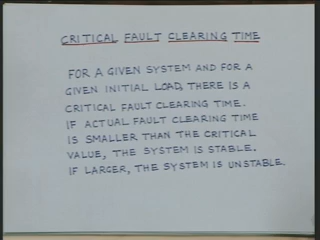 CRITICAL FAULT CLEARING TIME
FOR A GIVEN SYSTEM AND FOR A
GIVEN INITIAL LOAD, THERE IS A
CRITICAL FAULT CLEARING TIME.
IF ACTUAL FAULT CLEARING TIME
IS SMALLER THAN THE CRITICAL
VALUE, THE SYSTEM IS STABLE.
IF LARGER, THE SYSTEM IS UNSTABLE.